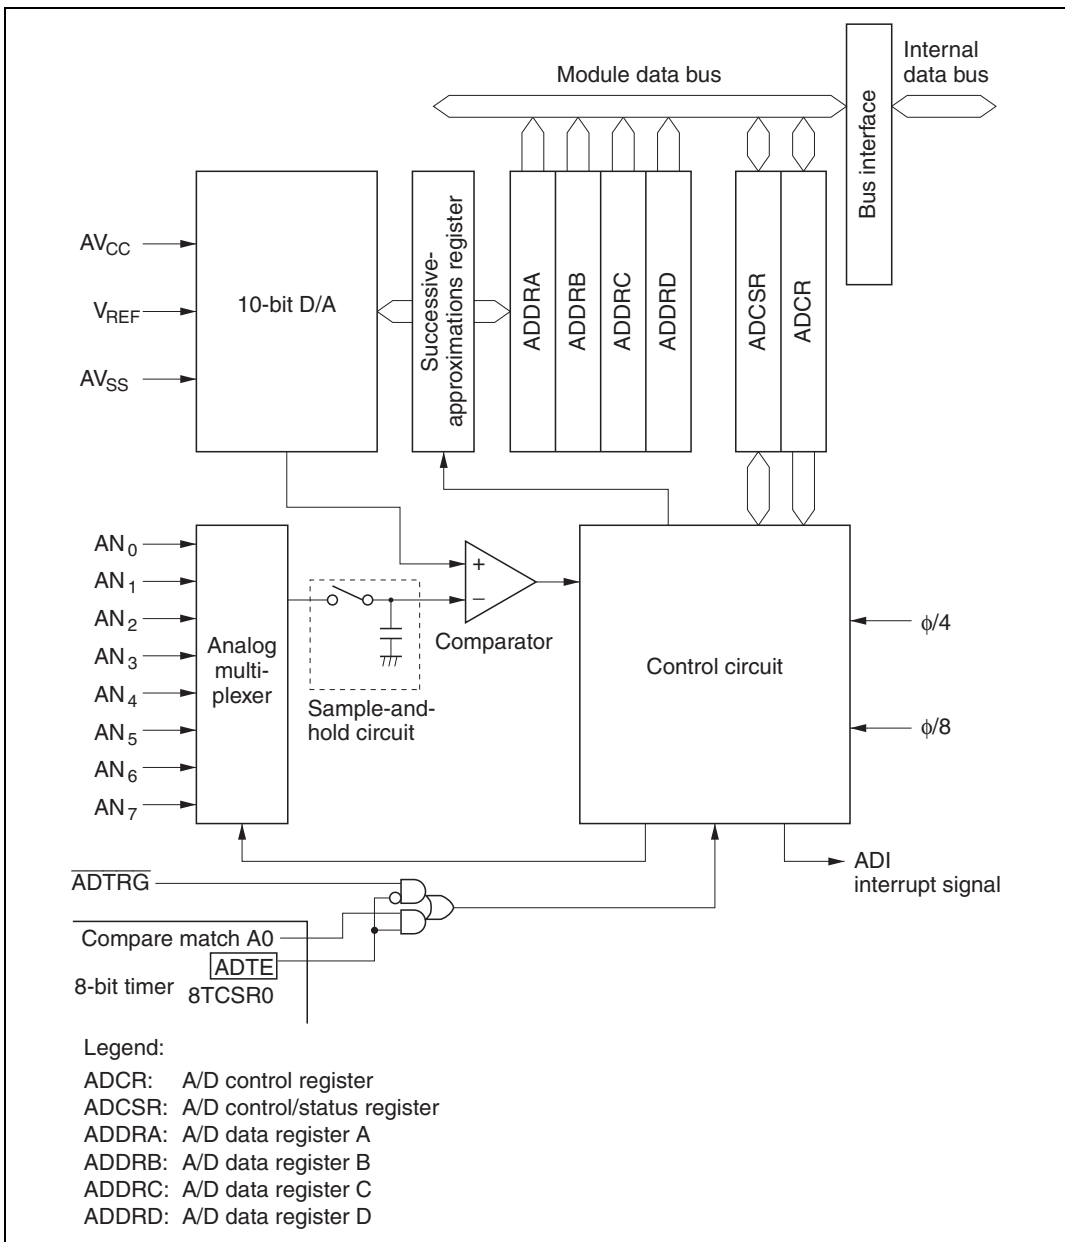 Module data bus
Internal
data bus
Bus interface
AVCC
VREF
AVSS
10-bit D/A
Successive-
approximations register
ADDRA
ADDRB
ADDRC
ADDRD
ADCSR
ADCR
AN0
AN1
AN2
AN3
AN4
AN5
AN6
AN7
Analog
multi-
plexer
Sample-and-
hold circuit
+
−
Comparator
Control circuit
ϕ/4
ϕ/8
ADI
interrupt signal
ADTRG
Compare match A0
ADTE
8-bit timer
8TCSR0
Legend:
ADCR: A/D control register
ADCSR: A/D control/status register
ADDRA: A/D data register A
ADDRB: A/D data register B
ADDRC: A/D data register C
ADDRD: A/D data register D